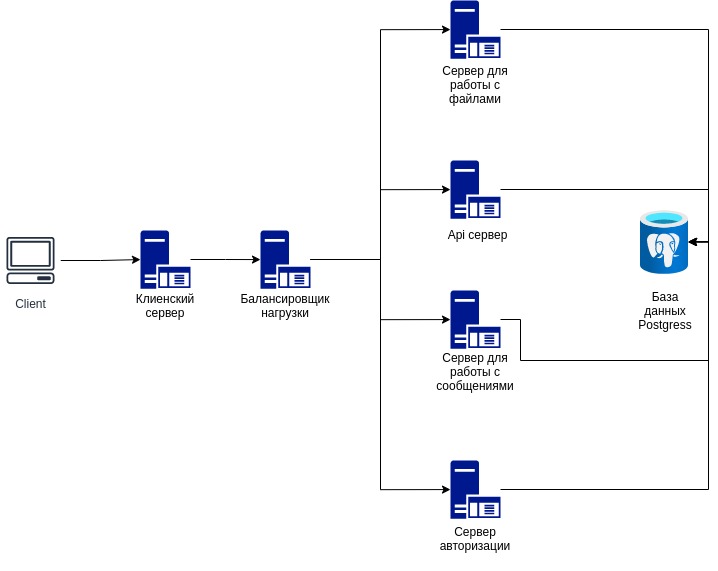 Сервер для
работы с
файлами
Api сервер
Client
Клиенский
сервер
Балансировщик
нагрузки
База
данных
Postgress
Сервер для
работы с
сообщениями
Сервер
авторизации